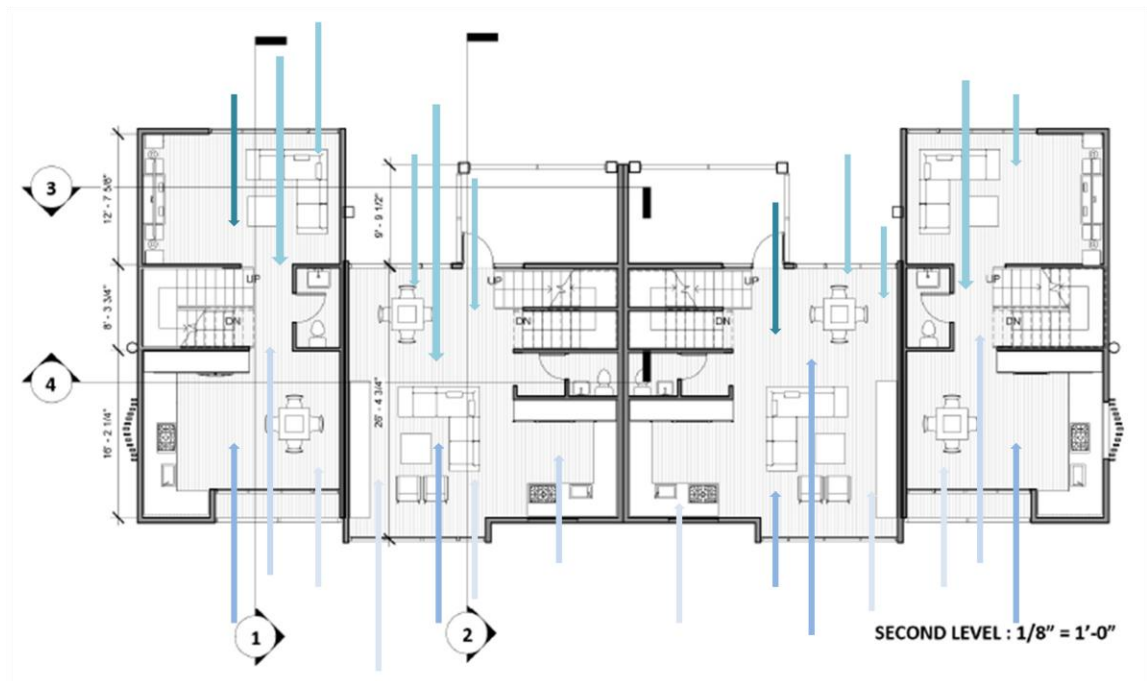 3
12' - 7 5/8"
9' - 9 1/2"
UP
UP
UP
UP
8' - 3 3/4"
DN
DN
DN
DN
4
26' - 4 3/4"
16' - 2 1/4"
1
2
SECOND LEVEL : 1/8" = 1'-0"